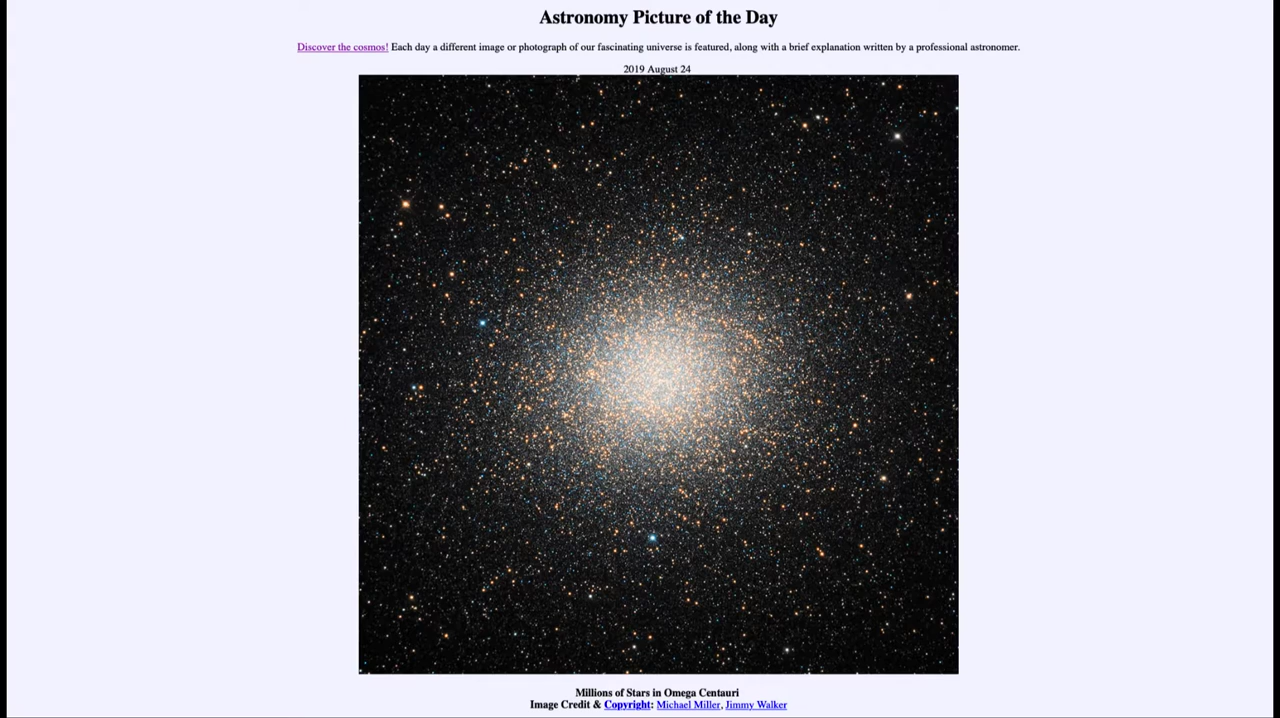 Astronomy Picture of the Day
Discover the cosmos! Each day a different image or photograph of our fascinating universe is featured, along with a brief explanation written by a professional astronomer.
2019 August 24
Millions of Stars in Omega Centauri
Image Credit & Copyright: Michael Miller, Jimmy Walker